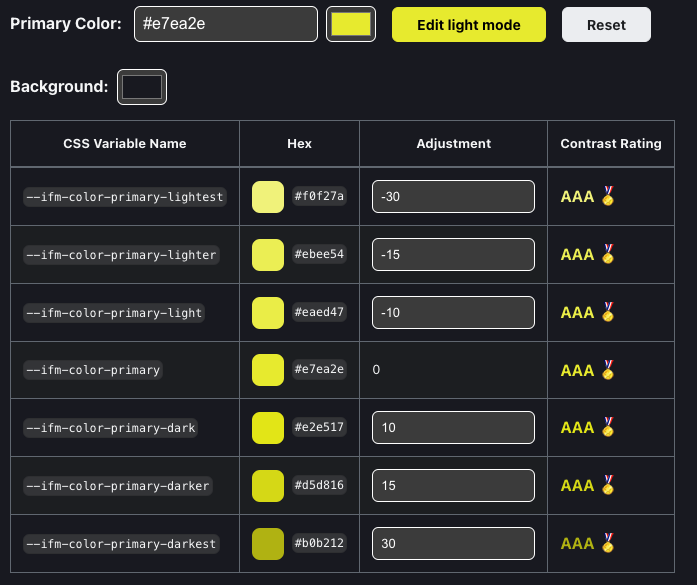 Primary Color: #e7ea2e Edit light mode Reset
Background:
CSS Variable Name Hex Adjustment Contrast Rating
--ifm-color-primary-lightest #f0f27a -30 AAA 🏅
--ifm-color-primary-lighter #ebee54 -15 AAA 🏅
--ifm-color-primary-light #eaed47 -10 AAA 🏅
--ifm-color-primary #e7ea2e 0 AAA 🏅
--ifm-color-primary-dark #e2e517 10 AAA 🏅
--ifm-color-primary-darker #d5d816 15 AAA 🏅
--ifm-color-primary-darkest #b0b212 30 AAA 🏅